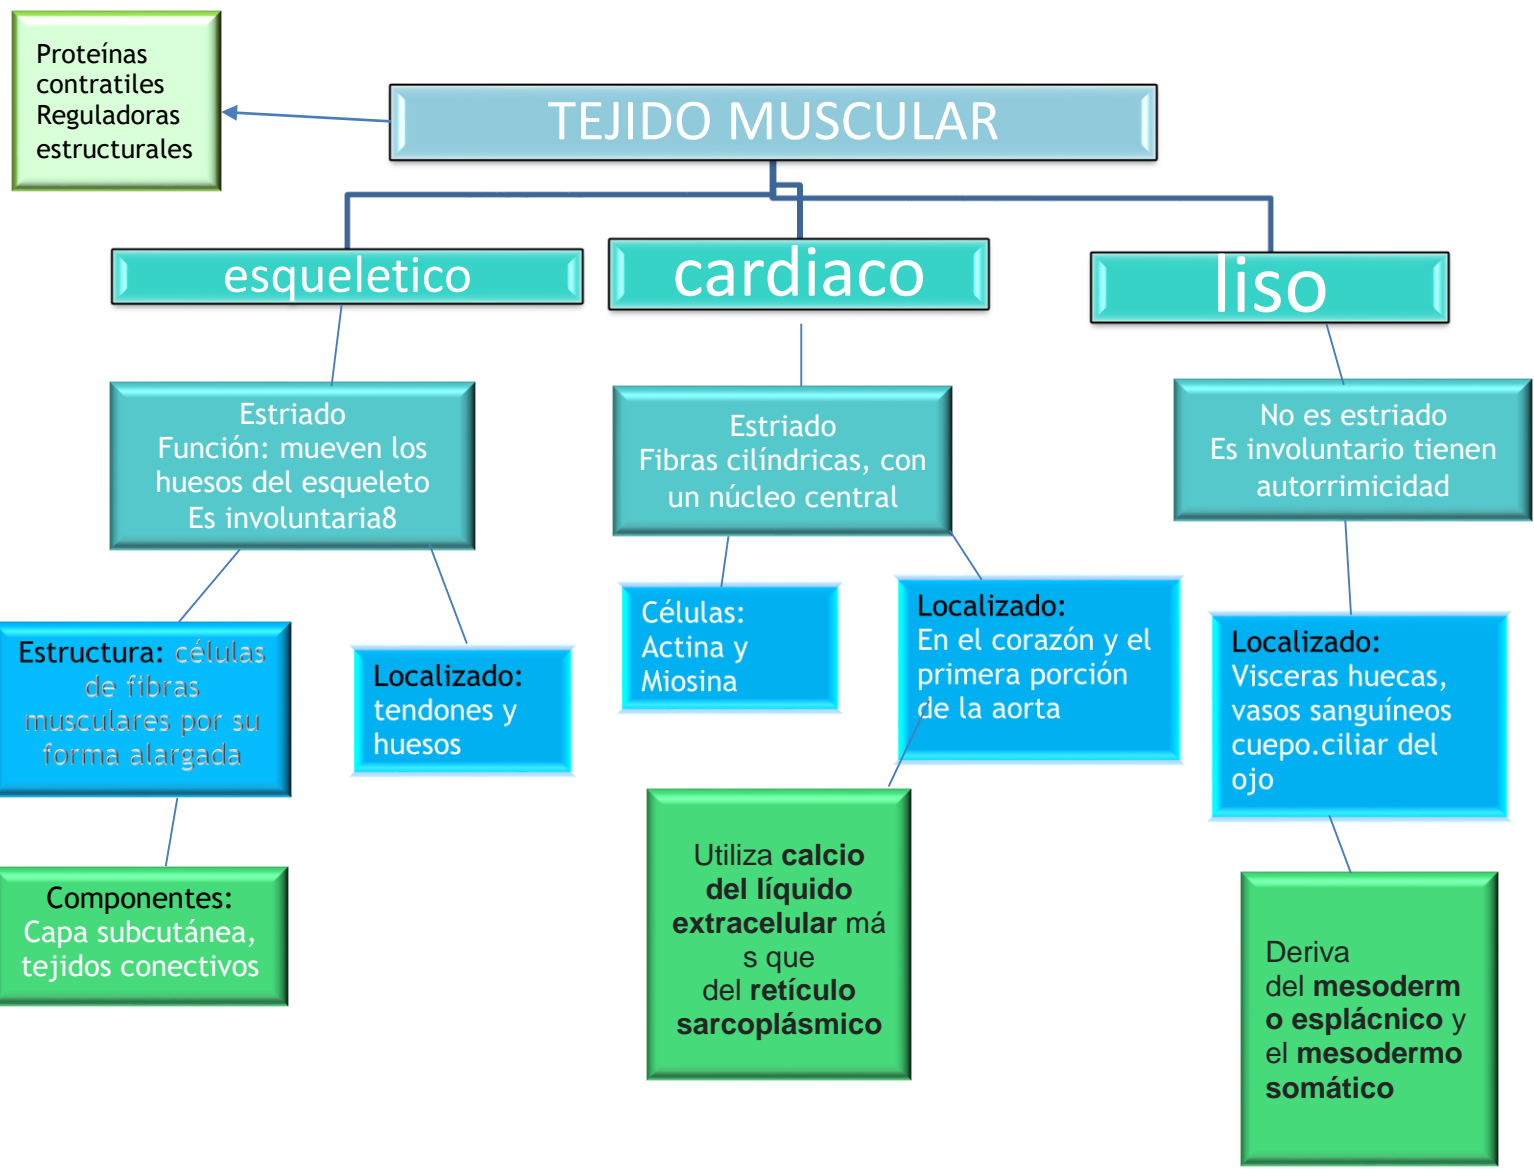 Proteínas
contratiles
Reguladoras
estructurales
TEJIDO MUSCULAR
esqueletico
cardiaco
liso
Estriado
Función: mueven los
huesos del esqueleto
Es involuntaria8
Estriado
Fibras cilíndricas, con
un núcleo central
No es estriado
Es involuntario tienen
autorrimicidad
Estructura: células
de fibras
musculares por su
forma alargada
Localizado:
tendones y
huesos
Células:
Actina y
Miosina
Localizado:
En el corazón y el
primera porción
de la aorta
Localizado:
Visceras huecas,
vasos sanguíneos
cuepo.ciliar del
ojo
Componentes:
Capa subcutánea,
tejidos conectivos
Utiliza calcio
del líquido
extracelular má
s que
del retículo
sarcoplásmico
Deriva
del mesoderm
o esplácnico y
el mesodermo
somático